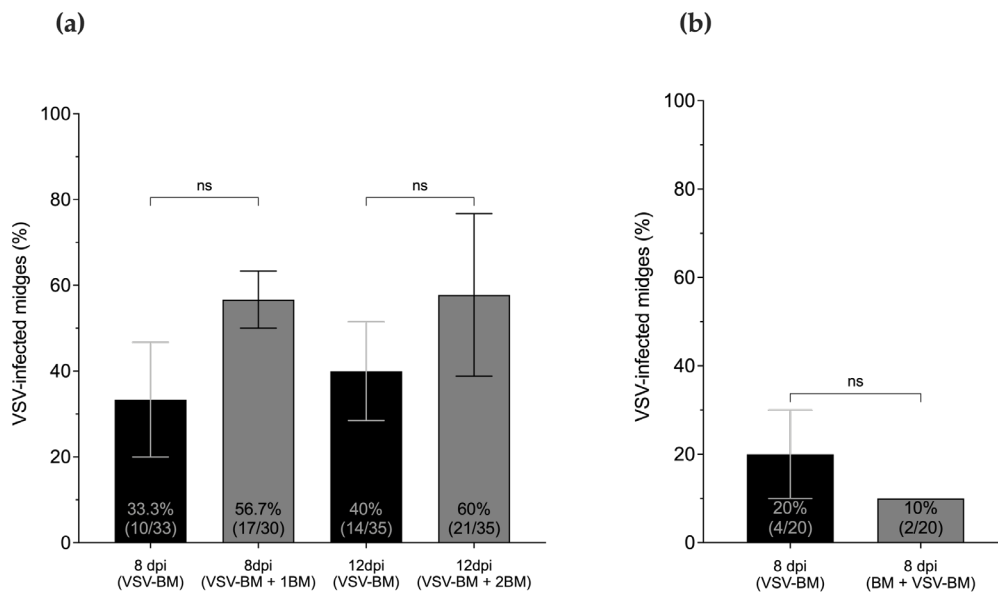 (a)
VSV-infected midges (%)
100
80
60
40
20
0
ns
ns
33.3%
(10/33)
56.7%
(17/30)
40%
(14/35)
60%
(21/35)
8 dpi
(VSV-BM)
8dpi
(VSV-BM + 1BM)
12dpi
(VSV-BM)
12dpi
(VSV-BM + 2BM)
(b)
VSV-infected midges (%)
100
80
60
40
20
0
ns
20%
(4/20)
10%
(2/20)
8 dpi
(VSV-BM)
8 dpi
(BM + VSV-BM)